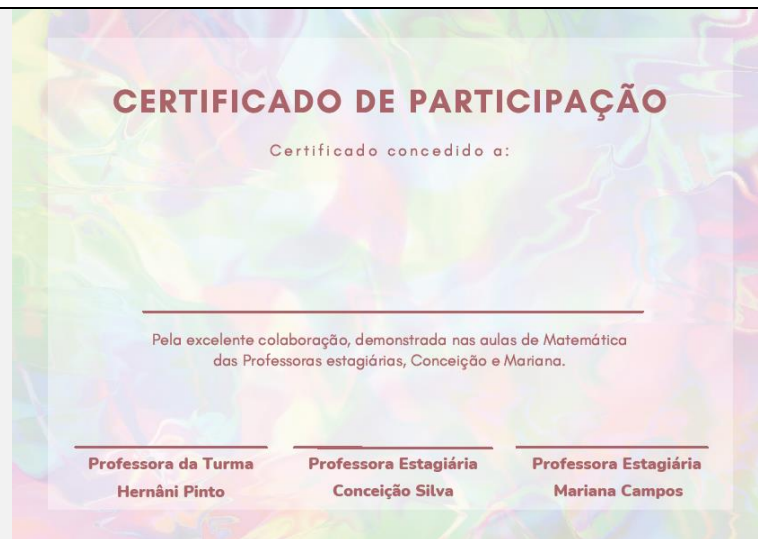 CERTIFICADO DE PARTICIPAÇÃO
Certificado concedido a:
Pela excelente colaboração, demonstrada nas aulas de Matemática
das Professoras estagiárias, Conceição e Mariana.
Professora da Turma
Hernâni Pinto
Professora Estagiária
Conceição Silva
Professora Estagiária
Mariana Campos